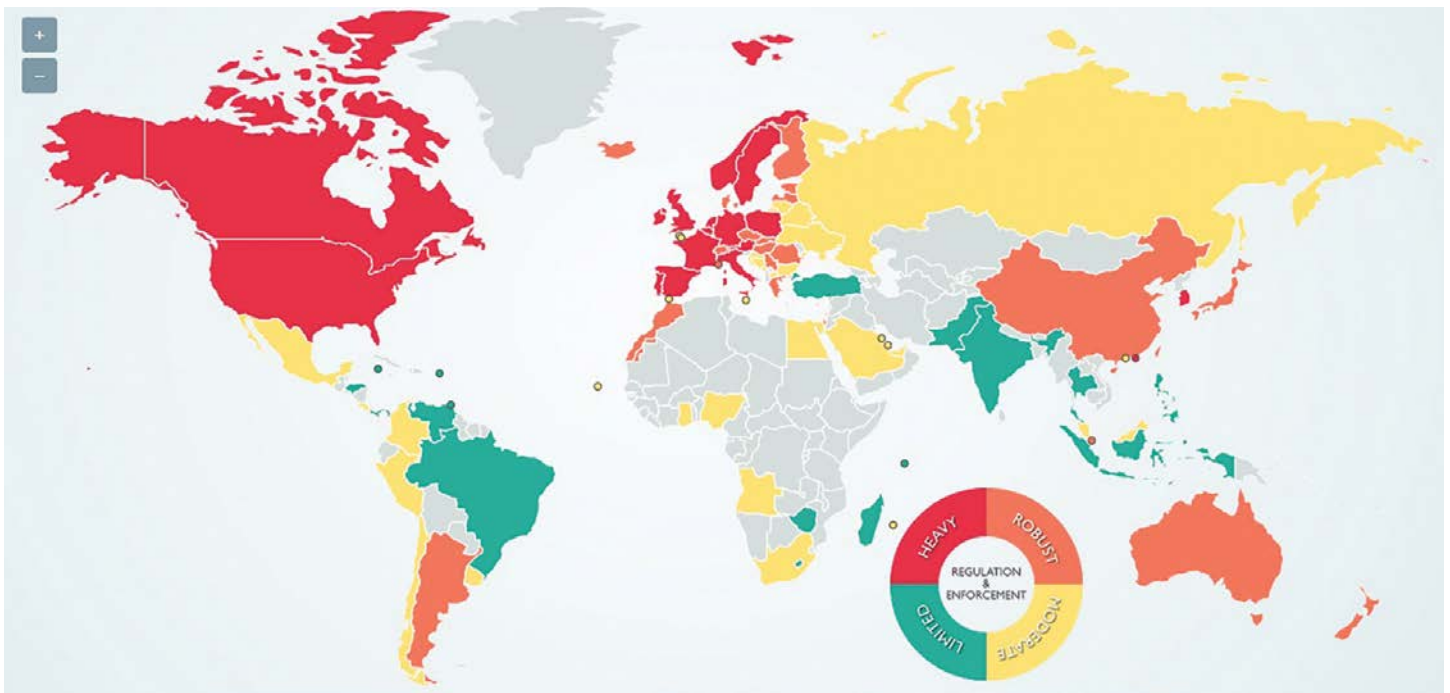 +
–
HEAVY
ROBUST
REGULATION
&
ENFORCEMENT
LIMITED
MODERATE